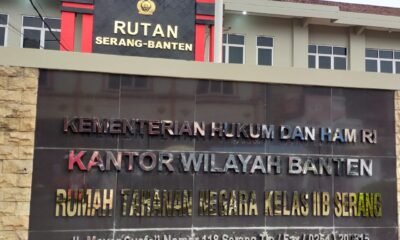 RUTAN
SERANG-BANTEN
KEMENTERIAN HUKUM DAN HAM RI
KANTOR WILAYAH BANTEN
RUMAH TAHANAN NEGARA KELAS IIB SERANG